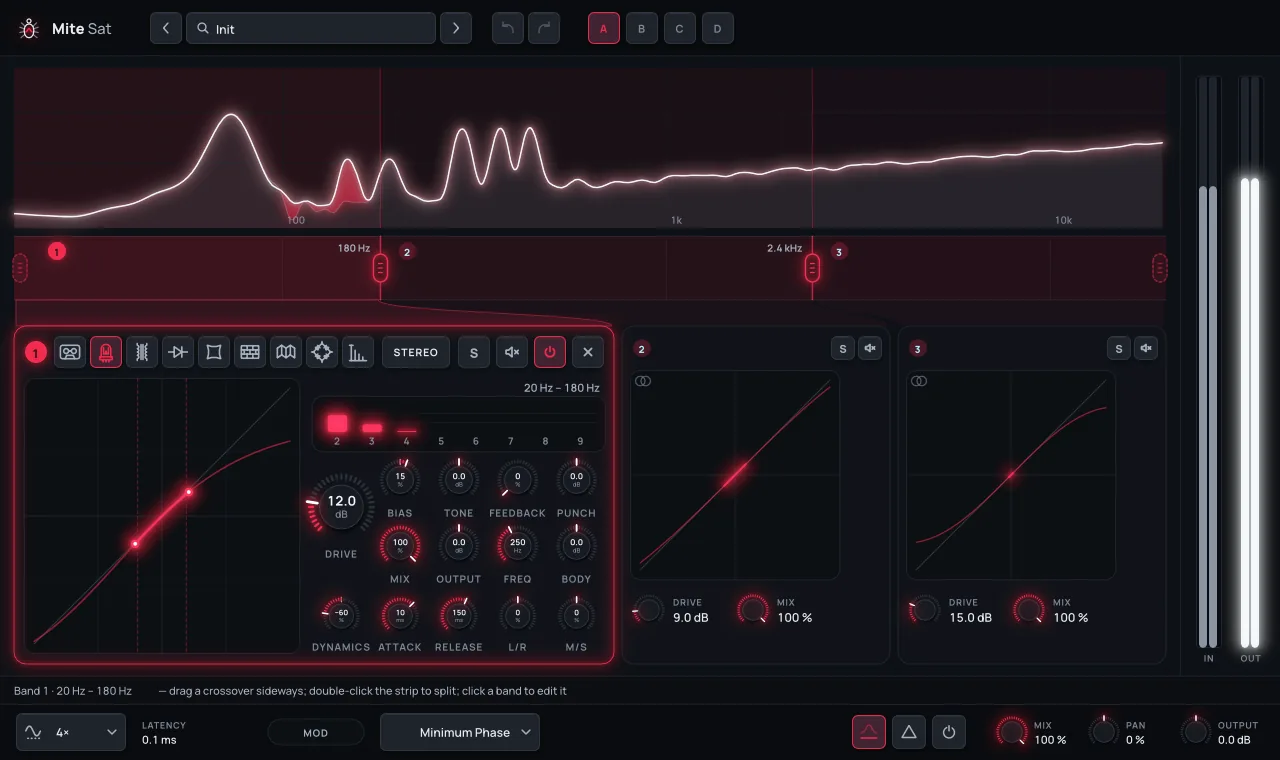 Mite Sat
Init
A B C D
100 1k 10k
1 180 Hz 2 2.4 kHz 3
1 STEREO S
20 Hz – 180 Hz
2 3 4 5 6 7 8 9
12.0 dB
DRIVE
15 % 0.0 dB 0 % 0.0 dB
BIAS TONE FEEDBACK PUNCH
100 % 0.0 dB 250 Hz 0.0 dB
MIX OUTPUT FREQ BODY
-60 % 10 ms 150 ms 0 % 0 %
DYNAMICS ATTACK RELEASE L/R M/S
2 S
DRIVE
9.0 dB
MIX
100 %
3 S
DRIVE
15.0 dB
MIX
100 %
IN OUT
Band 1 · 20 Hz – 180 Hz — drag a crossover sideways; double-click the strip to split; click a band to edit it
4×
LATENCY
0.1 ms
MOD
Minimum Phase
MIX
100 %
PAN
0 %
OUTPUT
0.0 dB